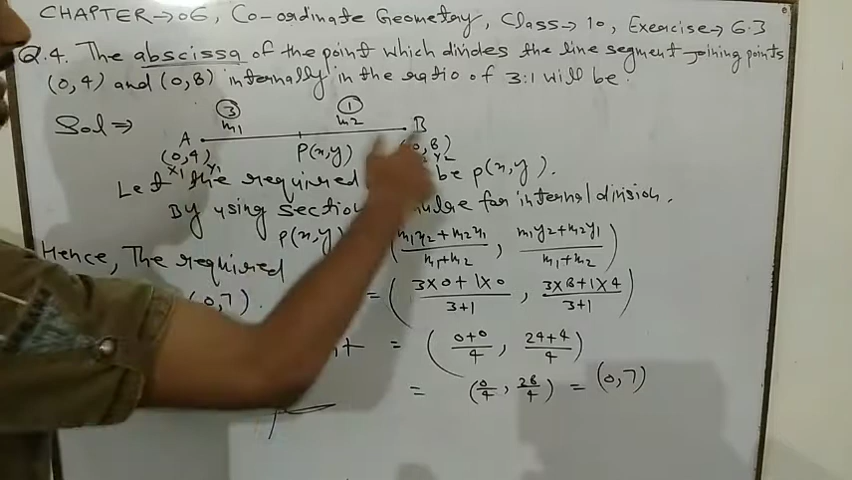 CHAPTER→06, Co-ordinate Geometry, Class→10, Exercise→6.3
Q.4. The abscissa of the point which divides the line segment joining points
(0,4) and (0,8) internally in the ratio of 3:1 will be.
Sol⇒
③ ①
m1 m2
A B
(0,4) P(x,y) (0,8)
x1 y1 y2
Let the required be p(x,y).
By using section for internal division.
p(x,y) (m1x2+m2x1/m1+m2, m1y2+m2y1/m1+m2)
Hence, The required
(0,7). = (3×0+1×0/3+1, 3×8+1×4/3+1)
= (0+0/4, 24+4/4)
= (0/4, 28/4) = (0,7)